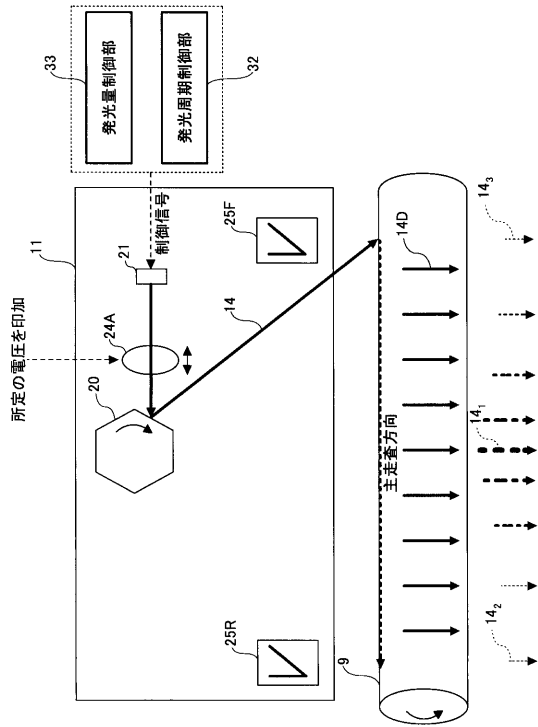 所定の電圧を印加
11
20
24A
21
制御信号
33
発光量制御部
発光周期制御部
32
25R
25F
14
9
主走査方向
14D
14₂
14₁
14₃